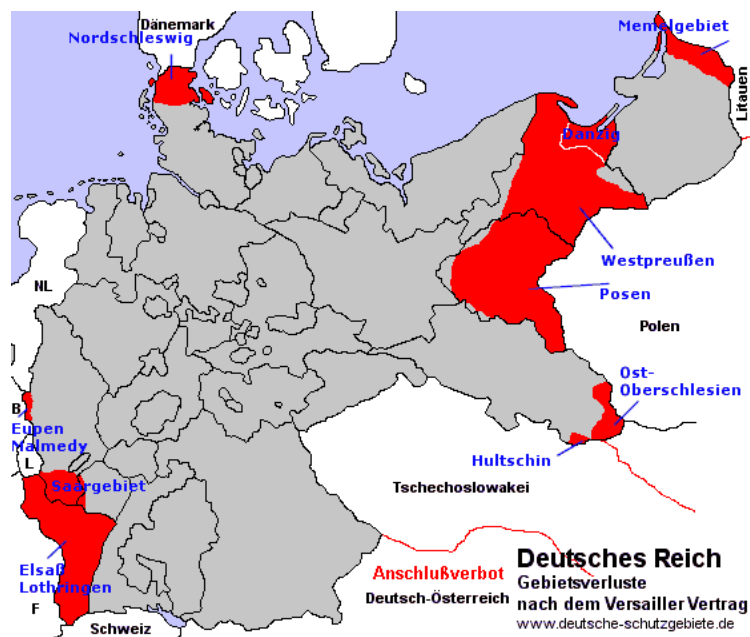 Dänemark
Nordschleswig
Memelgebiet
Litauen
Danzig
Westpreußen
NL
Posen
Polen
Ost-
Oberschlesien
B
Eupen
Malmedy
L
Hultschin
Saargebiet
Tschechoslowakei
Elsaß
Lothringen
F
Anschlußverbot
Deutsch-Österreich
Schweiz
Deutsches Reich
Gebietsverluste
nach dem Versailler Vertrag
www.deutsche-schutzgebiete.de